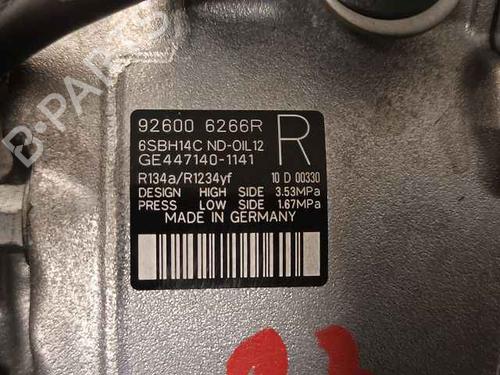 92600 6266R R
6SBH14C ND-OIL12
GE447140-1141
R134a/R1234yf 10 D 00330
DESIGN HIGH SIDE 3.53MPa
PRESS LOW SIDE 1.67MPa
MADE IN GERMANY
B-PARTS